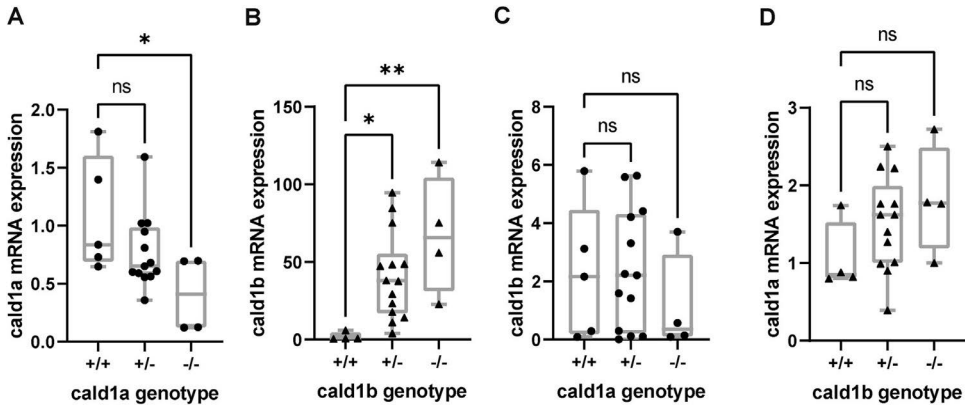 A
*
ns
2.0
1.5
1.0
0.5
0.0
cald1a mRNA expression
+/+ +/- -/-
cald1a genotype
B
**
*
150
100
50
0
cald1b mRNA expression
+/+ +/- -/-
cald1b genotype
C
ns
ns
8
6
4
2
0
cald1b mRNA expression
+/+ +/- -/-
cald1a genotype
D
ns
ns
3
2
1
0
cald1a mRNA expression
+/+ +/- -/-
cald1b genotype